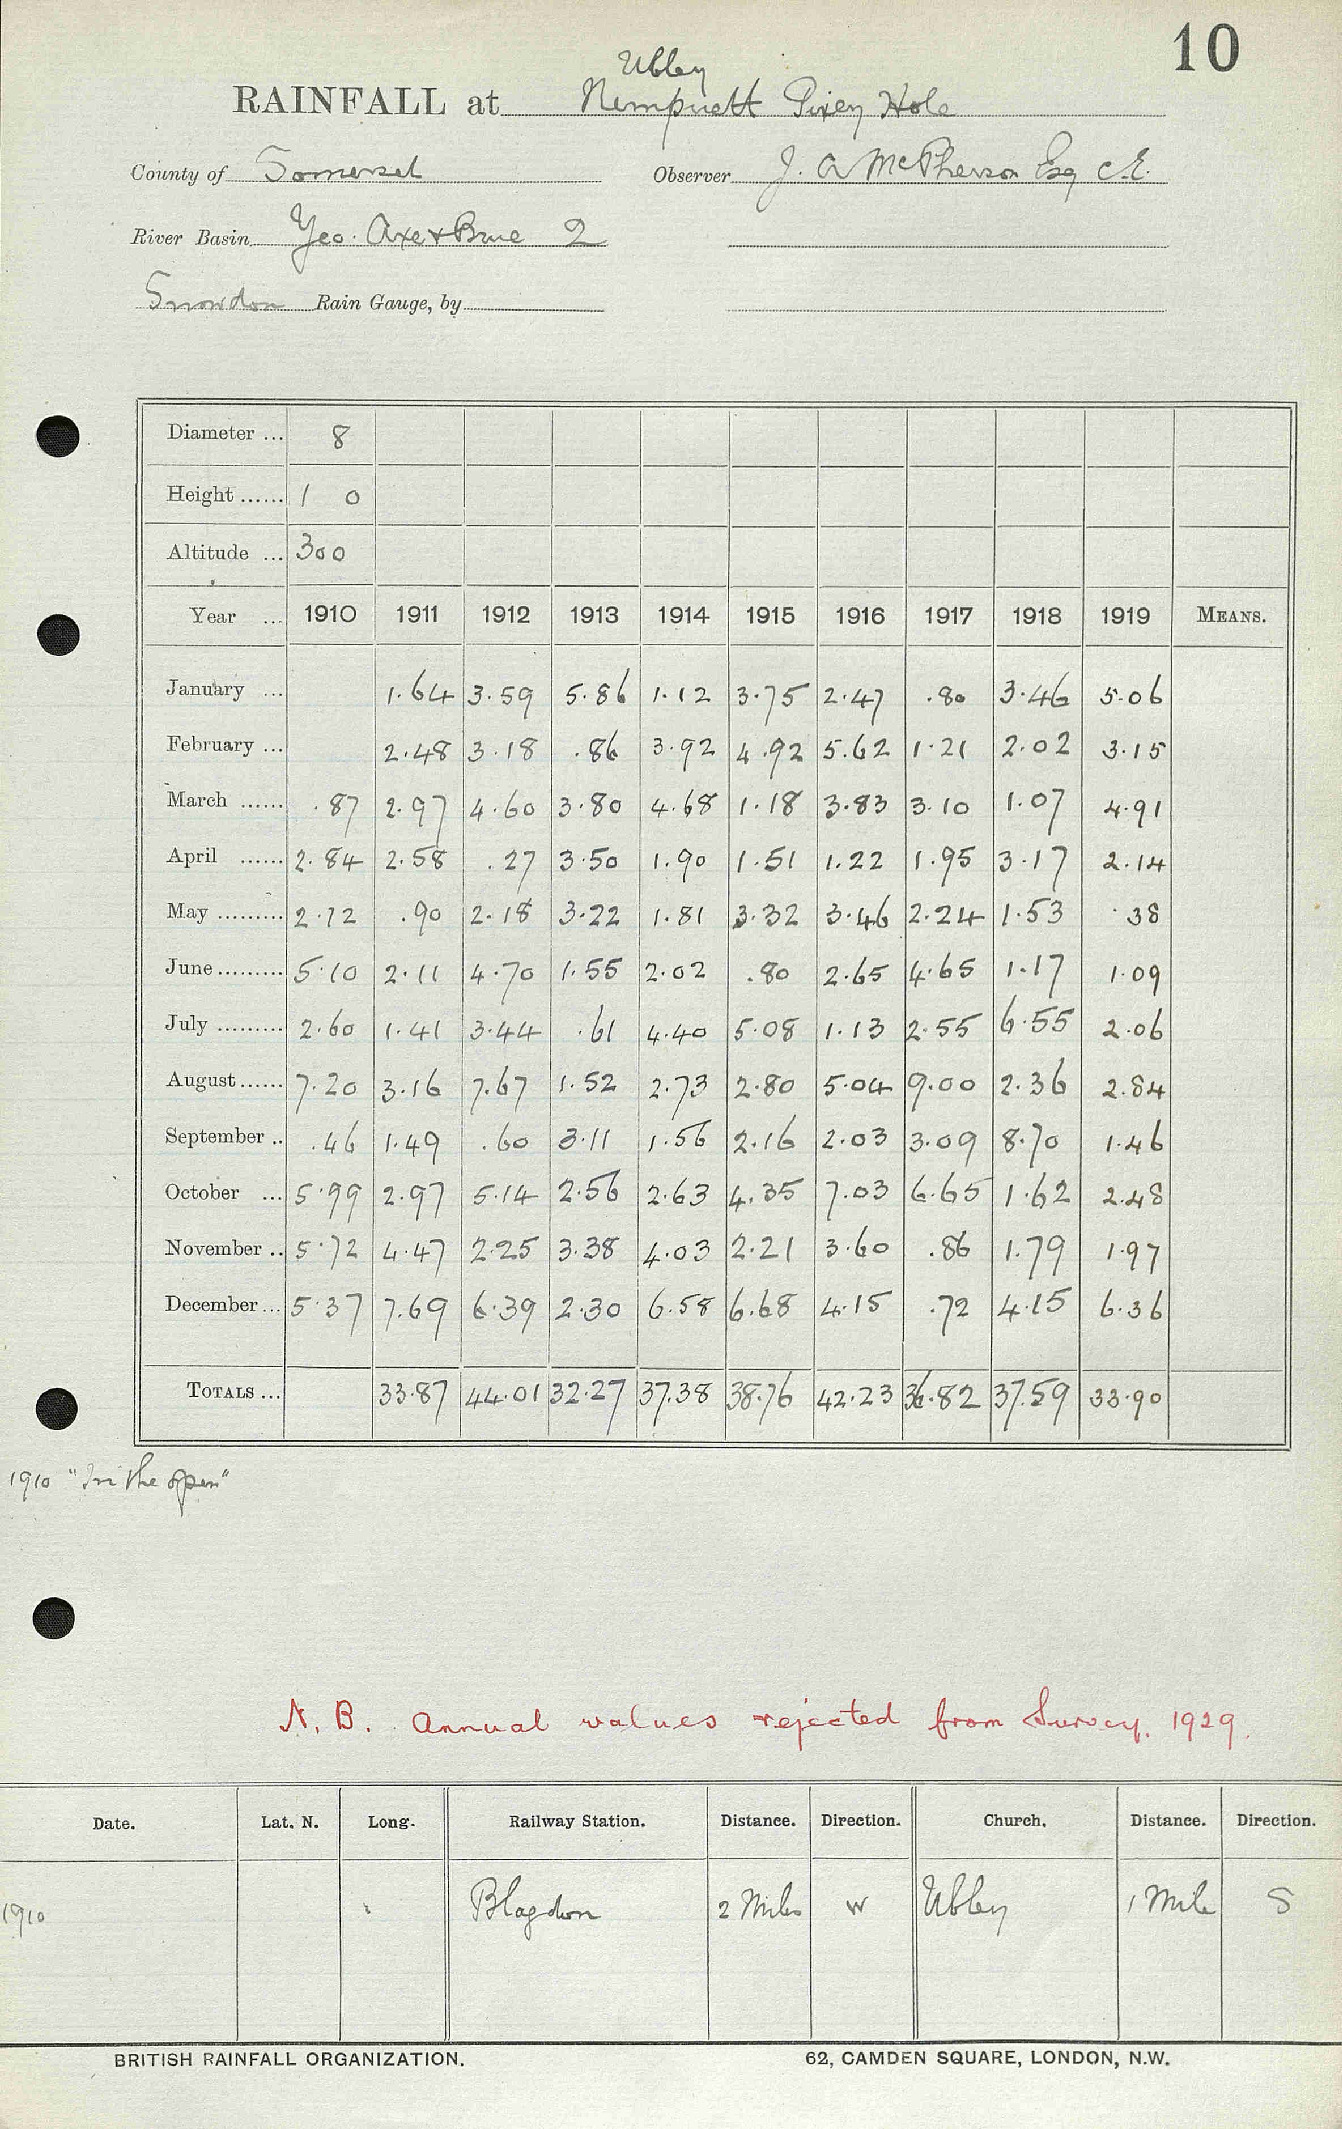 10
Ubley
RAINFALL at Nempnett Pixey Hole
County of Somerset Observer J. A McPherson Esq C.E.
River Basin Yeo. Axe & Brue 2
Snowdon Rain Gauge, by
Diameter ... 8
Height ...... 1 0
Altitude ... 300
Year ... 1910 1911 1912 1913 1914 1915 1916 1917 1918 1919 MEANS.
January ... 1.64 3.59 5.86 1.12 3.75 2.47 .80 3.46 5.06
February ... 2.48 3.18 .86 3.92 4.92 5.62 1.21 2.02 3.15
March ...... .87 2.97 4.60 3.80 4.68 1.18 3.83 3.10 1.07 4.91
April ...... 2.84 2.58 .27 3.50 1.90 1.51 1.22 1.95 3.17 2.14
May ......... 2.72 .90 2.18 3.22 1.81 3.32 3.46 2.24 1.53 .38
June ......... 5.10 2.11 4.70 1.55 2.02 .80 2.65 4.65 1.17 1.09
July ......... 2.60 1.41 3.44 .61 4.40 5.08 1.13 2.55 6.55 2.06
August ...... 7.20 3.16 7.67 1.52 2.73 2.80 5.04 9.00 2.36 2.84
September .. .46 1.49 .60 3.11 1.56 2.16 2.03 3.09 8.70 1.46
October ... 5.99 2.97 5.14 2.56 2.63 4.35 7.03 6.65 1.62 2.48
November .. 5.72 4.47 2.25 3.38 4.03 2.21 3.60 .86 1.79 1.97
December ... 5.37 7.69 6.39 2.30 6.58 6.68 4.15 .72 4.15 6.36
TOTALS ... 33.87 44.01 32.27 37.38 38.76 42.23 36.82 37.59 33.90
1910 "In the open"
N. B. Annual values rejected from Survey. 1929.
Date. Lat. N. Long. Railway Station. Distance. Direction. Church. Distance. Direction.
1910 Blagdon 2 Miles W Ubley 1 Mile S
BRITISH RAINFALL ORGANIZATION. 62, CAMDEN SQUARE, LONDON, N.W.